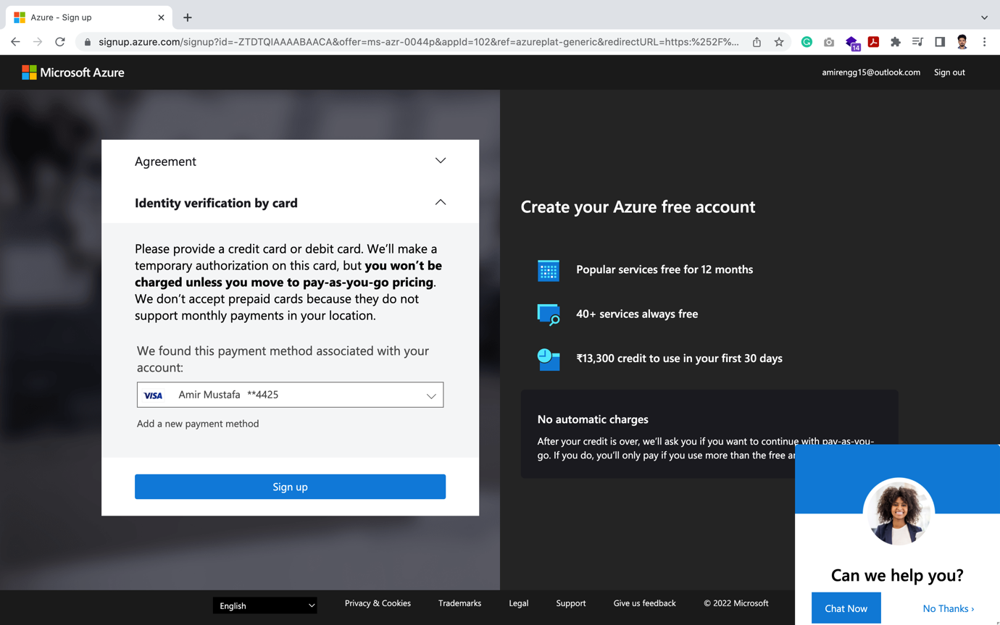 Azure - Sign up
signup.azure.com/signup?id=-ZTDTQIAAAABAACA&offer=ms-azr-0044p&appId=102&ref=azureplat-generic&redirectURL=https:%252F%...
14
Microsoft Azure
amirengg15@outlook.com
Sign out
Agreement
Identity verification by card
Please provide a credit card or debit card. We’ll make a
temporary authorization on this card, but you won’t be
charged unless you move to pay-as-you-go pricing.
We don’t accept prepaid cards because they do not
support monthly payments in your location.
We found this payment method associated with your
account:
VISA Amir Mustafa **4425
Add a new payment method
Sign up
Create your Azure free account
Popular services free for 12 months
40+ services always free
₹13,300 credit to use in your first 30 days
No automatic charges
After your credit is over, we’ll ask you if you want to continue with pay-as-you-
go. If you do, you’ll only pay if you use more than the free
Can we help you?
Chat Now
No Thanks ›
English
Privacy & Cookies
Trademarks
Legal
Support
Give us feedback
© 2022 Microsoft